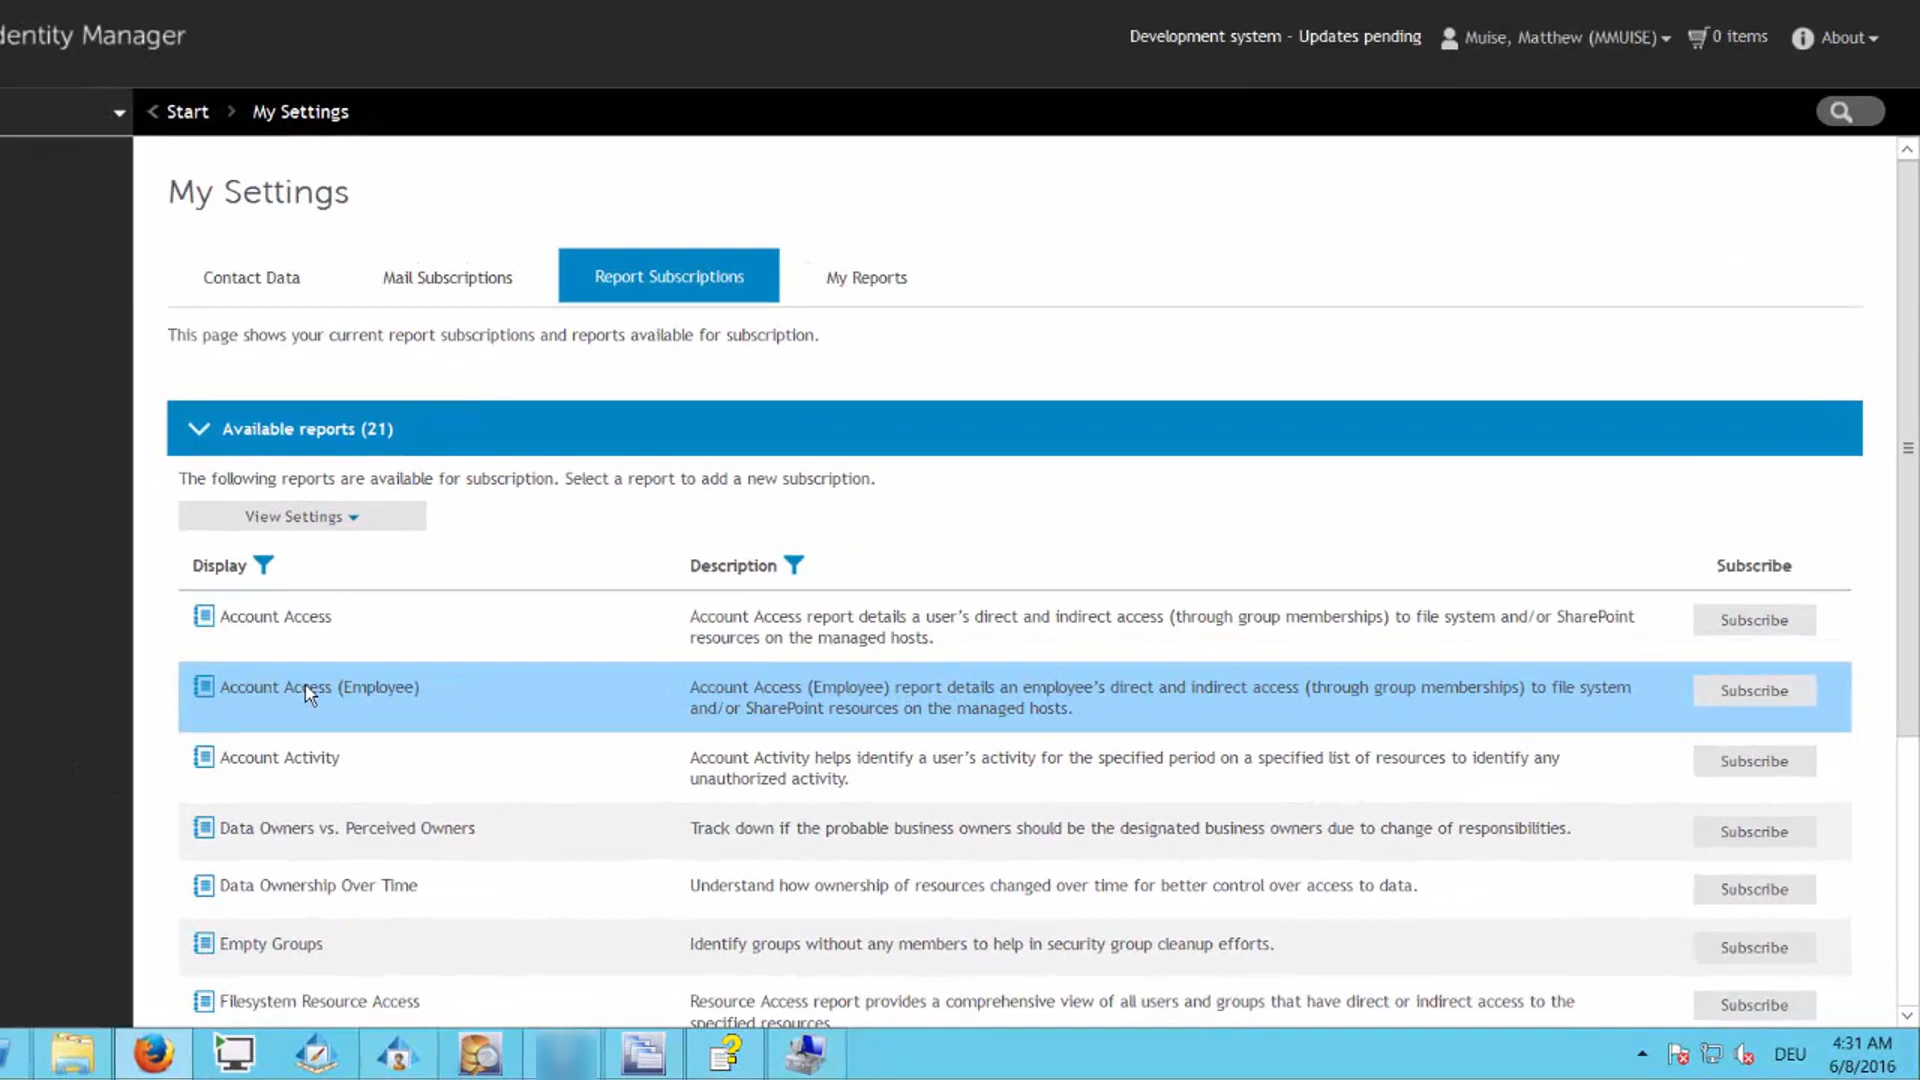 dentity Manager
Development system - Updates pending
Muise, Matthew (MMUISE)
0 items
About
Start
My Settings
My Settings
Contact Data
Mail Subscriptions
Report Subscriptions
My Reports
This page shows your current report subscriptions and reports available for subscription.
Available reports (21)
The following reports are available for subscription. Select a report to add a new subscription.
View Settings
Display
Description
Subscribe
Account Access
Account Access report details a user's direct and indirect access (through group memberships) to file system and/or SharePoint
resources on the managed hosts.
Subscribe
Account Access (Employee)
Account Access (Employee) report details an employee's direct and indirect access (through group memberships) to file system
and/or SharePoint resources on the managed hosts.
Subscribe
Account Activity
Account Activity helps identify a user's activity for the specified period on a specified list of resources to identify any
unauthorized activity.
Subscribe
Data Owners vs. Perceived Owners
Track down if the probable business owners should be the designated business owners due to change of responsibilities.
Subscribe
Data Ownership Over Time
Understand how ownership of resources changed over time for better control over access to data.
Subscribe
Empty Groups
Identify groups without any members to help in security group cleanup efforts.
Subscribe
Filesystem Resource Access
Resource Access report provides a comprehensive view of all users and groups that have direct or indirect access to the
specified resources
Subscribe
DEU
4:31 AM
6/8/2016